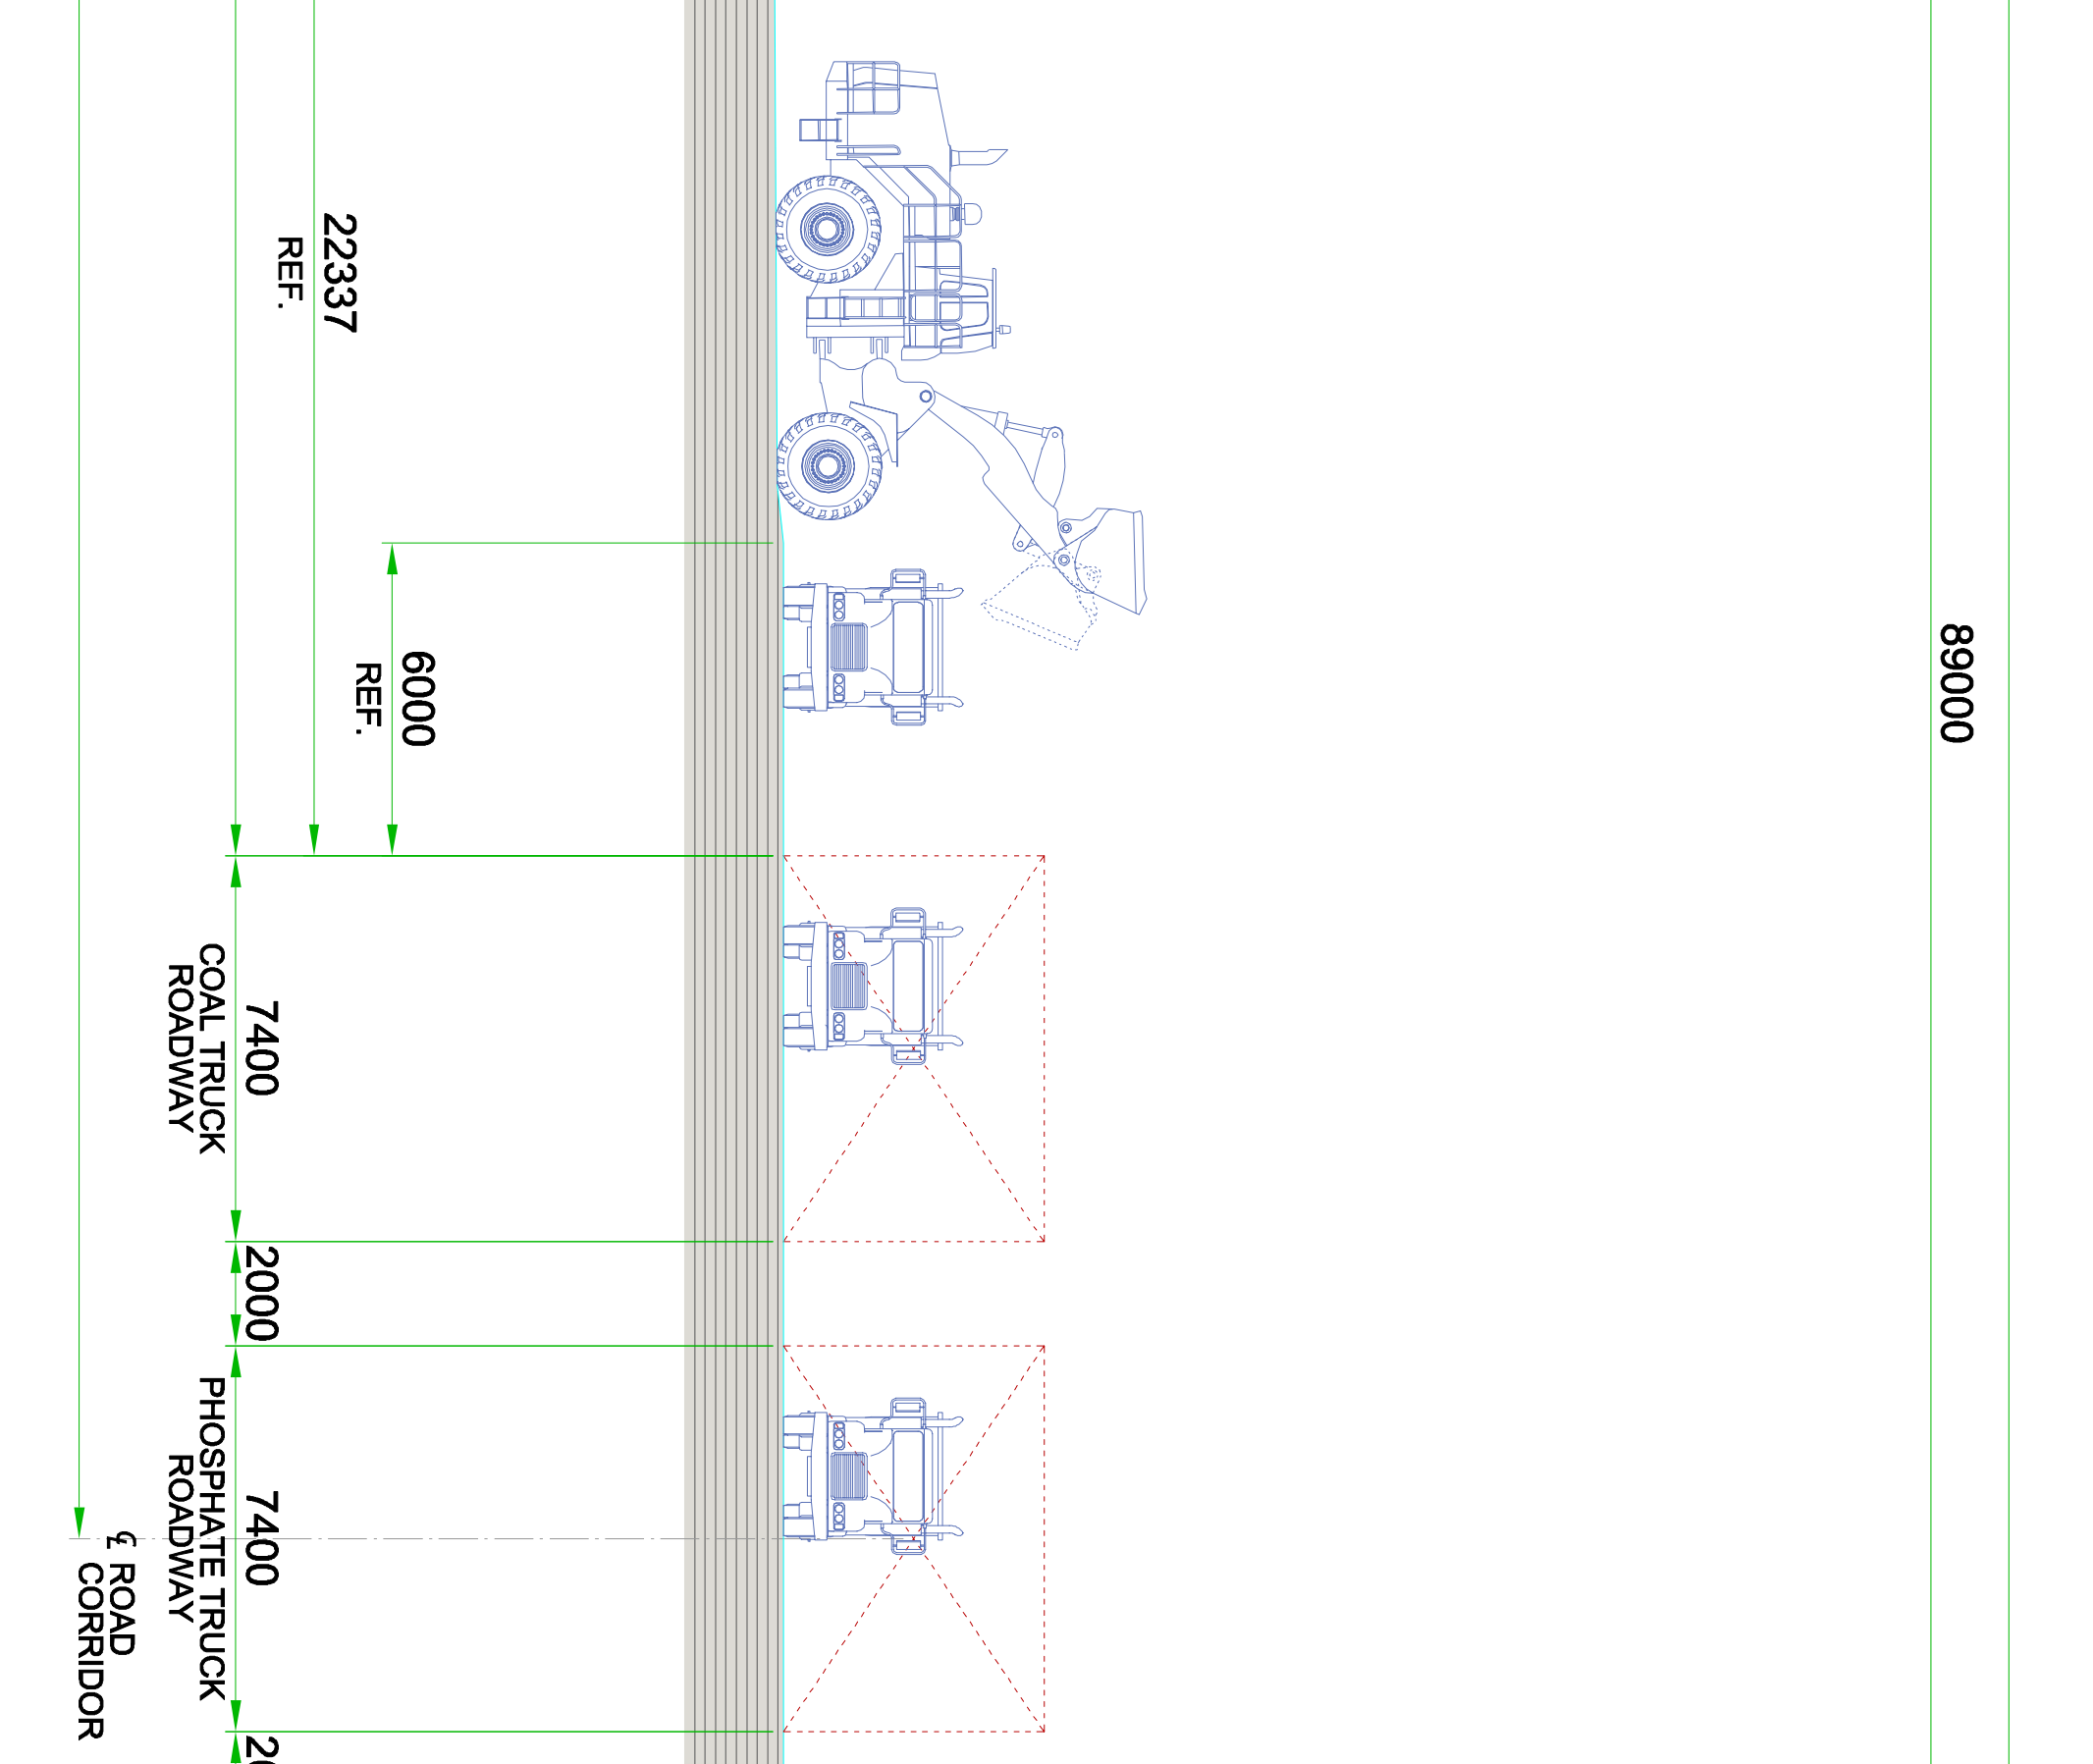 89000
6000
REF.
22337
REF.
7400
COAL TRUCK
ROADWAY
2000
7400
PHOSPHATE TRUCK
ROADWAY
℄ ROAD
CORRIDOR